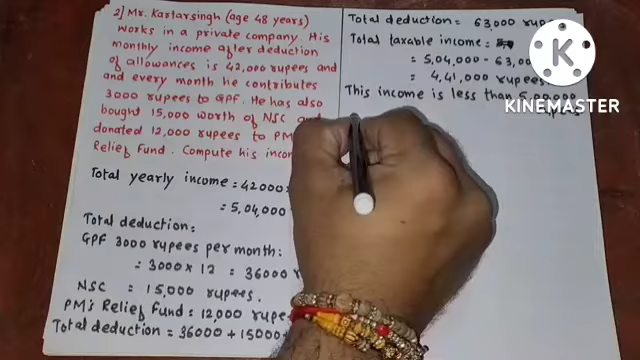 2] Mr. Kartarsingh (age 48 years)
works in a private company. His
monthly income after deduction
of allowances is 42,000 rupees and
and every month he contributes
3000 rupees to GPF. He has also
bought 15,000 worth of NSC and
donated 12,000 rupees to PM
Relief Fund. Compute his
Total yearly income = 42000
= 5,04,000
Total deduction:
GPF 3000 rupees per month:
= 3000 x 12 = 36000
NSC = 15,000 rupees.
PM's Relief Fund = 12,000
Total deduction = 36000 + 15000
Total deduction = 63,000
Total taxable income =
= 5,04,000 - 63,0
= 4,41,000 rupees
This income is less than 5,00,000
K
KINEMASTER